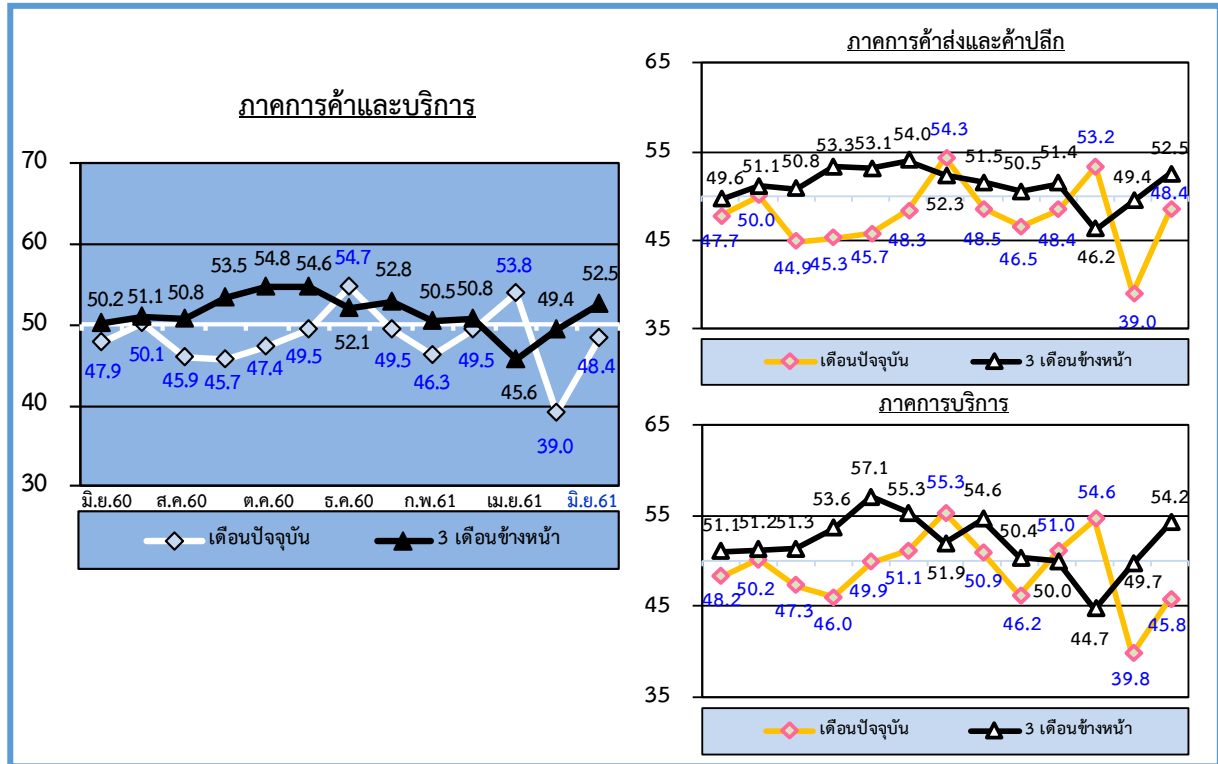 ภาคการค้าและบริการ
70
60
50
40
30
50.2 51.1 50.8 53.5 54.8 54.6 52.1 52.8 50.5 50.8 45.6 49.4 52.5
47.9 50.1 45.9 45.7 47.4 49.5 54.7 49.5 46.3 49.5 53.8 39.0 48.4
มิ.ย.60 ส.ค.60 ต.ค.60 ธ.ค.60 ก.พ.61 เม.ย.61 มิ.ย.61
เดือนปัจจุบัน 3 เดือนข้างหน้า
ภาคการค้าส่งและค้าปลีก
65
55
45
35
49.6 51.1 50.8 53.3 53.1 54.0 52.3 51.5 50.5 51.4 46.2 49.4 52.5
47.7 50.0 44.9 45.3 45.7 48.3 54.3 48.5 46.5 48.4 53.2 39.0 48.4
เดือนปัจจุบัน 3 เดือนข้างหน้า
ภาคการบริการ
65
55
45
35
51.1 51.2 51.3 53.6 57.1 55.3 51.9 54.6 50.4 50.0 44.7 49.7 54.2
48.2 50.2 47.3 46.0 49.9 51.1 55.3 50.9 46.2 51.0 54.6 39.8 45.8
เดือนปัจจุบัน 3 เดือนข้างหน้า